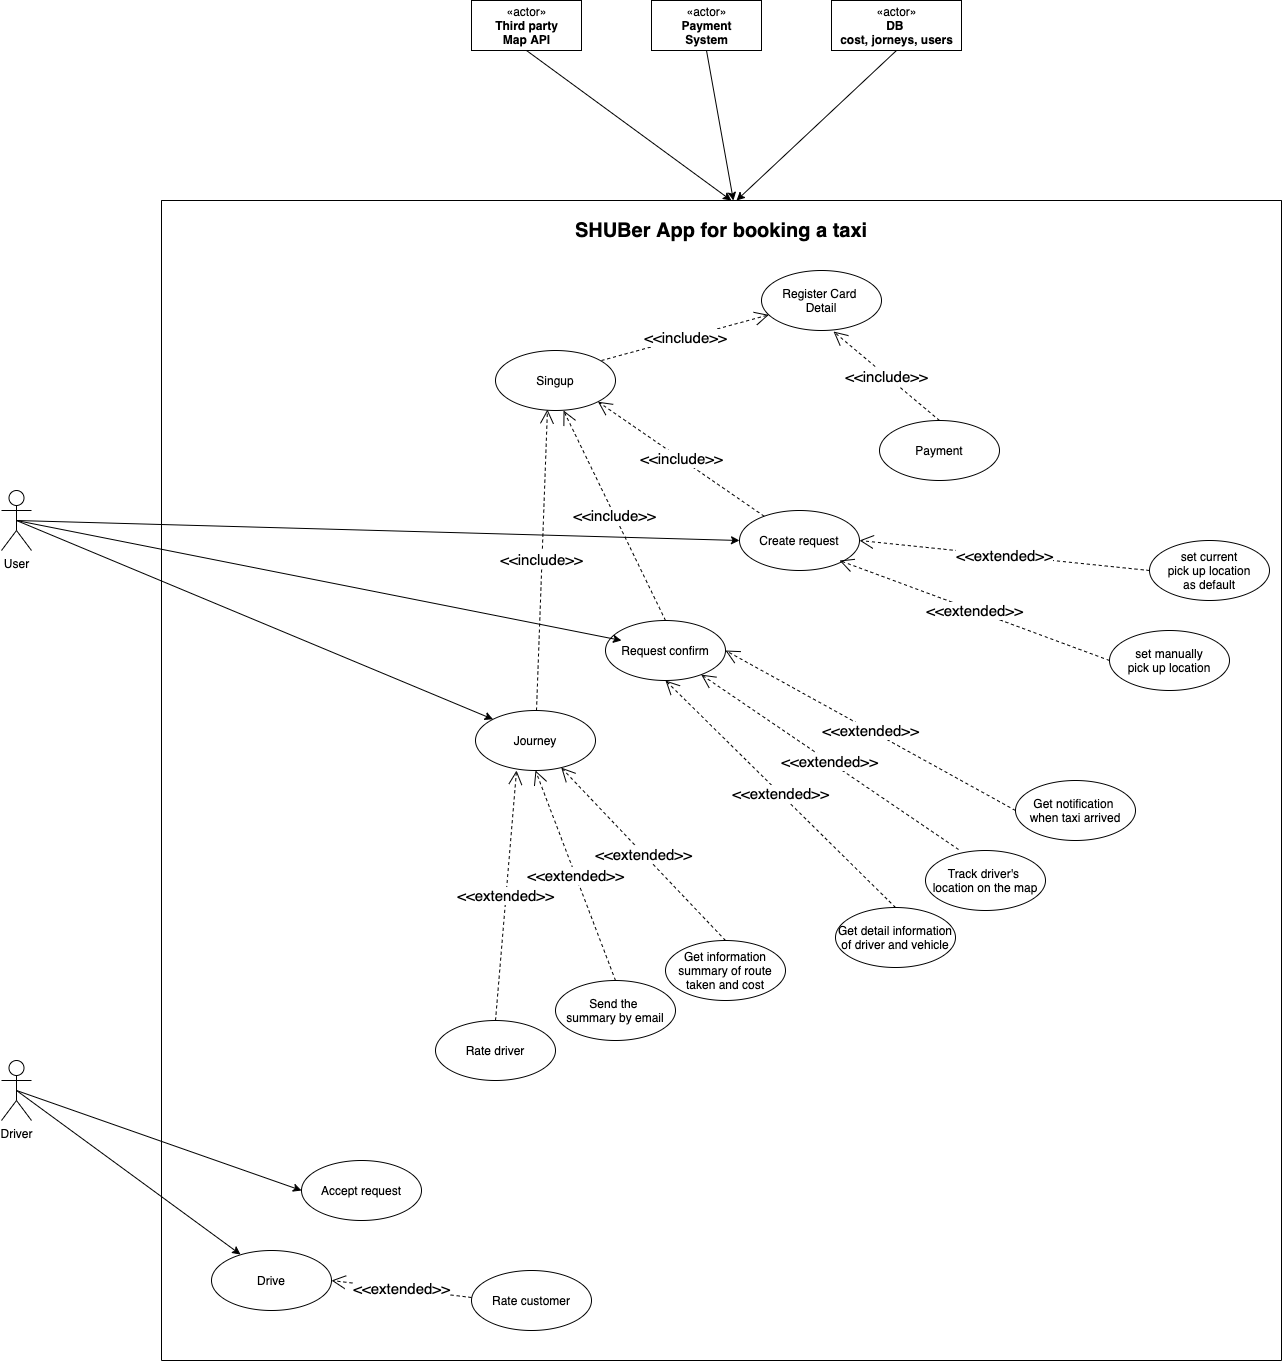 «actor»
Third party
Map API
«actor»
Payment
System
«actor»
DB
cost, jorneys, users
SHUBer App for booking a taxi
Register Card
Detail
<<include>>
Singup
<<include>>
Payment
<<include>>
<<include>>
<<include>>
User
Create request
<<extended>>
set current
pick up location
as default
<<extended>>
Request confirm
set manually
pick up location
Journey
<<extended>>
<<extended>>
<<extended>>
Get notification
when taxi arrived
<<extended>>
<<extended>>
<<extended>>
Track driver's
location on the map
Get detail information
of driver and vehicle
Get information
summary of route
taken and cost
Send the
summary by email
Rate driver
Driver
Accept request
Drive
<<extended>>
Rate customer